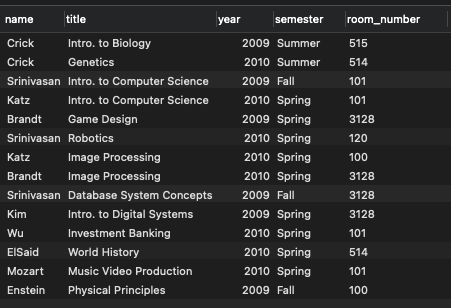 name title year semester room_number
Crick Intro. to Biology 2009 Summer 515
Crick Genetics 2010 Summer 514
Srinivasan Intro. to Computer Science 2009 Fall 101
Katz Intro. to Computer Science 2010 Spring 101
Brandt Game Design 2009 Spring 3128
Srinivasan Robotics 2010 Spring 120
Katz Image Processing 2010 Spring 100
Brandt Image Processing 2010 Spring 3128
Srinivasan Database System Concepts 2009 Fall 3128
Kim Intro. to Digital Systems 2009 Spring 3128
Wu Investment Banking 2010 Spring 101
ElSaid World History 2010 Spring 514
Mozart Music Video Production 2010 Spring 101
Enstein Physical Principles 2009 Fall 100